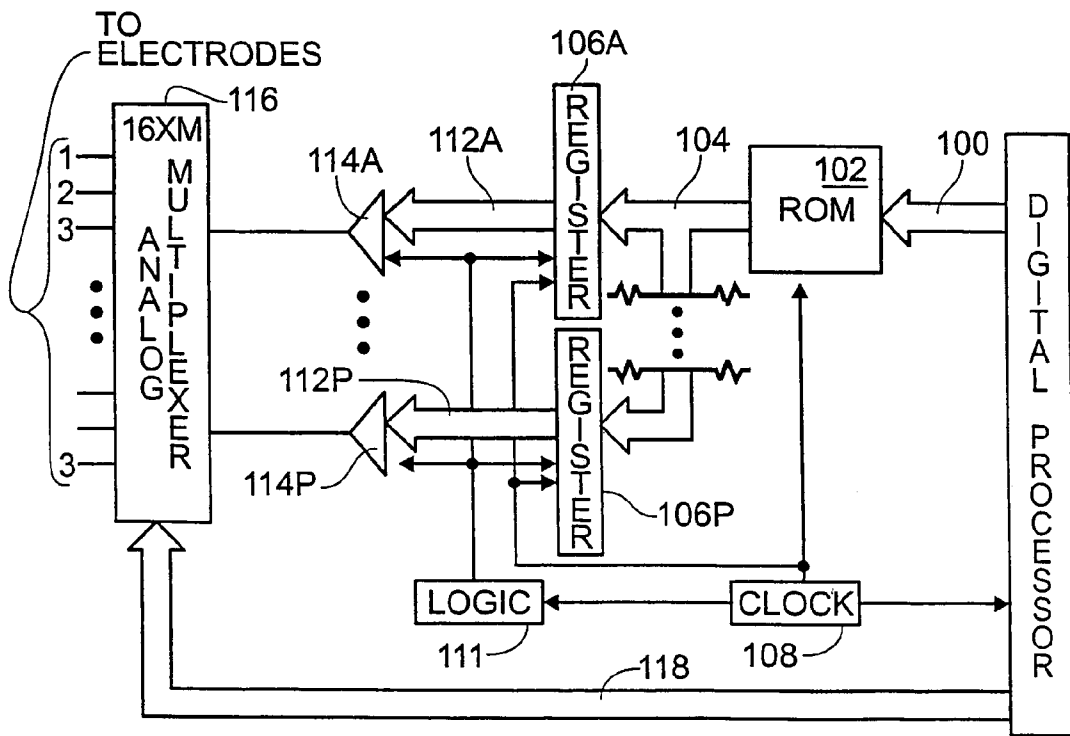 TO
ELECTRODES
116
106A
16XM
ANALOG
MULTIPLEXER
1
2
3
3
114A
112A
REGISTER
104
102
ROM
100
DIGITAL PROCESSOR
112P
114P
REGISTER
106P
LOGIC
111
CLOCK
108
118